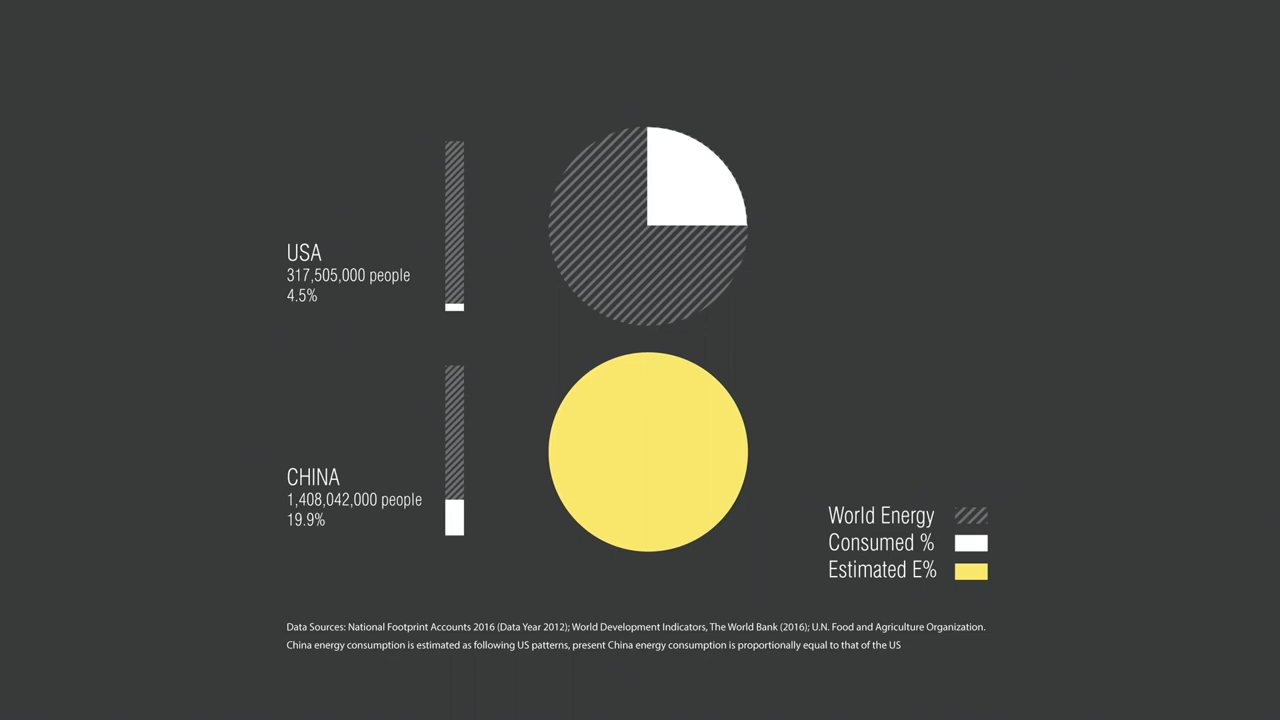 USA
317,505,000 people
4.5%
CHINA
1,408,042,000 people
19.9%
World Energy
Consumed %
Estimated E%
Data Sources: National Footprint Accounts 2016 (Data Year 2012); World Development Indicators, The World Bank (2016); U.N. Food and Agriculture Organization.
China energy consumption is estimated as following US patterns, present China energy consumption is proportionally equal to that of the US